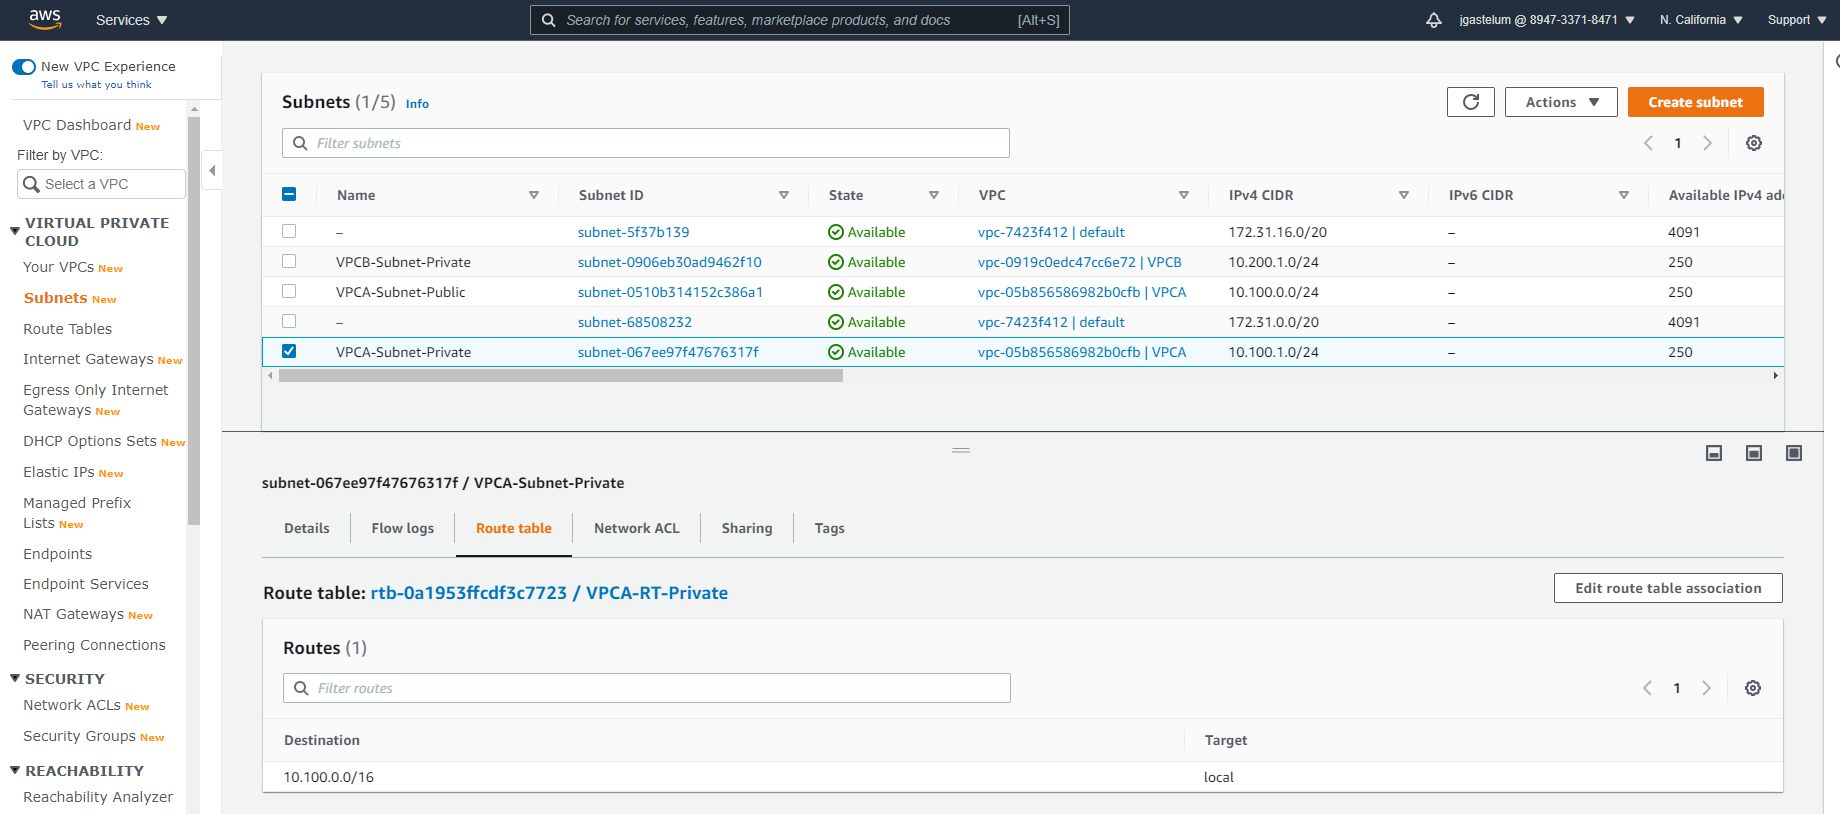 aws Services Search for services, features, marketplace products, and docs [Alt+S] jgastelum @ 8947-3371-8471 N. California Support
New VPC Experience
Tell us what you think
VPC Dashboard New
Filter by VPC:
Select a VPC
VIRTUAL PRIVATE
CLOUD
Your VPCs New
Subnets New
Route Tables
Internet Gateways New
Egress Only Internet
Gateways New
DHCP Options Sets New
Elastic IPs New
Managed Prefix
Lists New
Endpoints
Endpoint Services
NAT Gateways New
Peering Connections
SECURITY
Network ACLs New
Security Groups New
REACHABILITY
Reachability Analyzer
Subnets (1/5) Info
Actions Create subnet
Filter subnets
1
Name Subnet ID State VPC IPv4 CIDR IPv6 CIDR Available IPv4 add
– subnet-5f37b139 Available vpc-7423f412 | default 172.31.16.0/20 – 4091
VPCB-Subnet-Private subnet-0906eb30ad9462f10 Available vpc-0919c0edc47cc6e72 | VPCB 10.200.1.0/24 – 250
VPCA-Subnet-Public subnet-0510b314152c386a1 Available vpc-05b856586982b0cfb | VPCA 10.100.0.0/24 – 250
– subnet-68508232 Available vpc-7423f412 | default 172.31.0.0/20 – 4091
VPCA-Subnet-Private subnet-067ee97f47676317f Available vpc-05b856586982b0cfb | VPCA 10.100.1.0/24 – 250
subnet-067ee97f47676317f / VPCA-Subnet-Private
Details Flow logs Route table Network ACL Sharing Tags
Route table: rtb-0a1953ffcdf3c7723 / VPCA-RT-Private
Edit route table association
Routes (1)
Filter routes
1
Destination Target
10.100.0.0/16 local